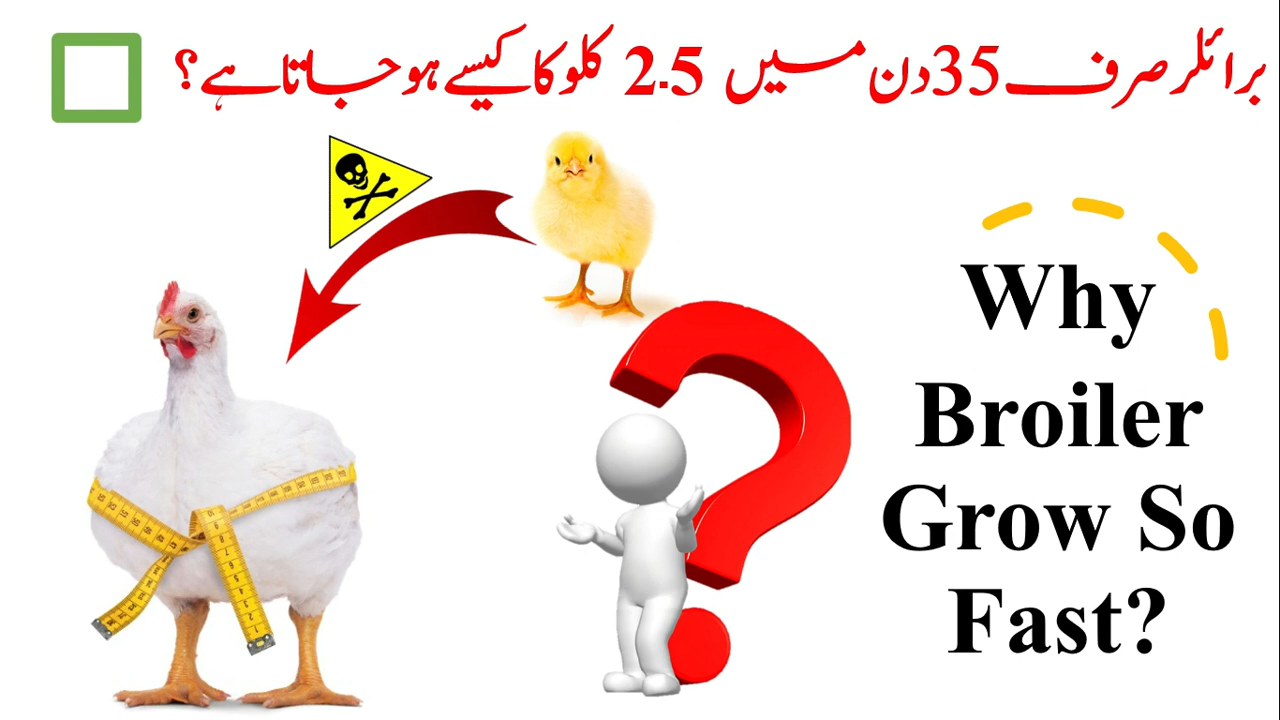 برائلر صرف 35 دن میں 2.5 کلو کا کیسے ہو جاتا ہے؟
Why
Broiler
Grow So
Fast?